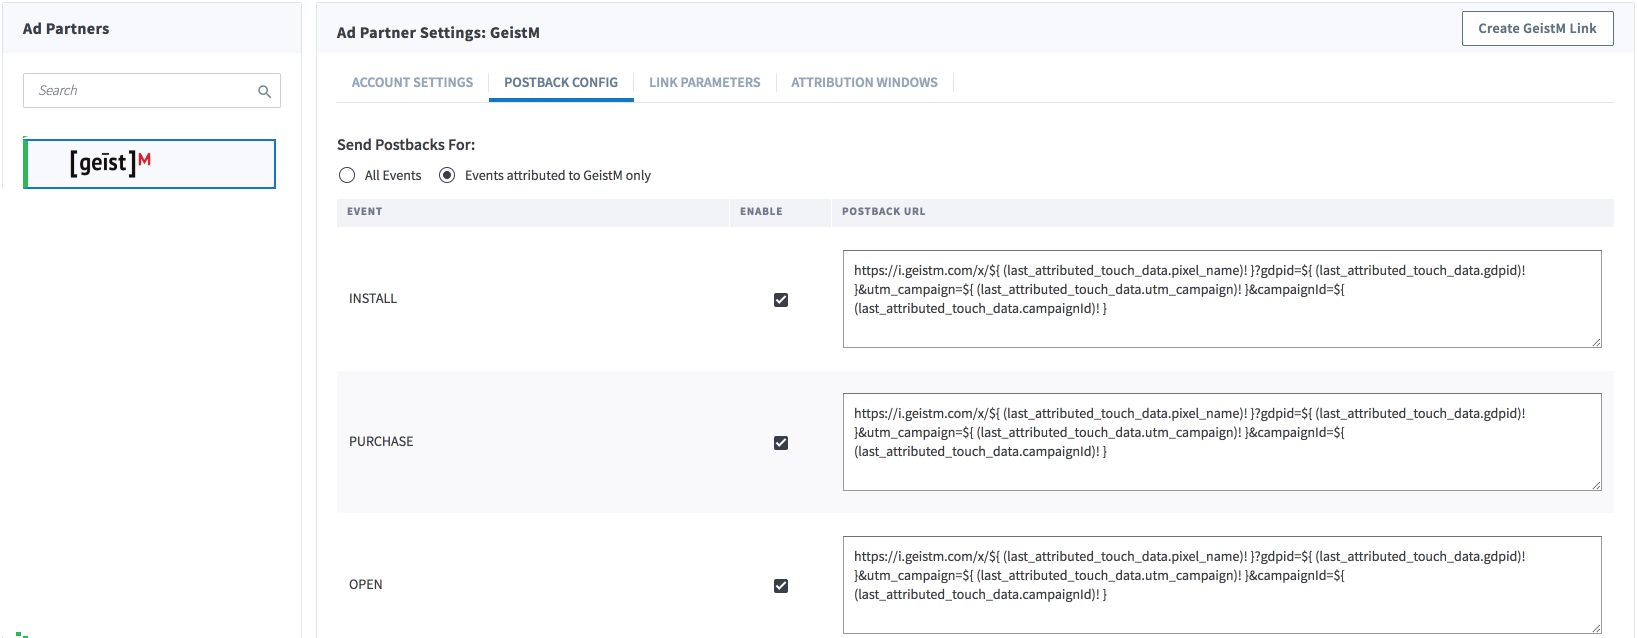 Ad Partners
Search
[geist]M
Ad Partner Settings: GeistM
Create GeistM Link
ACCOUNT SETTINGS
POSTBACK CONFIG
LINK PARAMETERS
ATTRIBUTION WINDOWS
Send Postbacks For:
All Events
Events attributed to GeistM only
EVENT ENABLE POSTBACK URL
INSTALL
https://i.geistm.com/x/${ (last_attributed_touch_data.pixel_name)! }?gdpid=${ (last_attributed_touch_data.gdpid)!
}&utm_campaign=${ (last_attributed_touch_data.utm_campaign)! }&campaignId=${
(last_attributed_touch_data.campaignId)! }
PURCHASE
https://i.geistm.com/x/${ (last_attributed_touch_data.pixel_name)! }?gdpid=${ (last_attributed_touch_data.gdpid)!
}&utm_campaign=${ (last_attributed_touch_data.utm_campaign)! }&campaignId=${
(last_attributed_touch_data.campaignId)! }
OPEN
https://i.geistm.com/x/${ (last_attributed_touch_data.pixel_name)! }?gdpid=${ (last_attributed_touch_data.gdpid)!
}&utm_campaign=${ (last_attributed_touch_data.utm_campaign)! }&campaignId=${
(last_attributed_touch_data.campaignId)! }